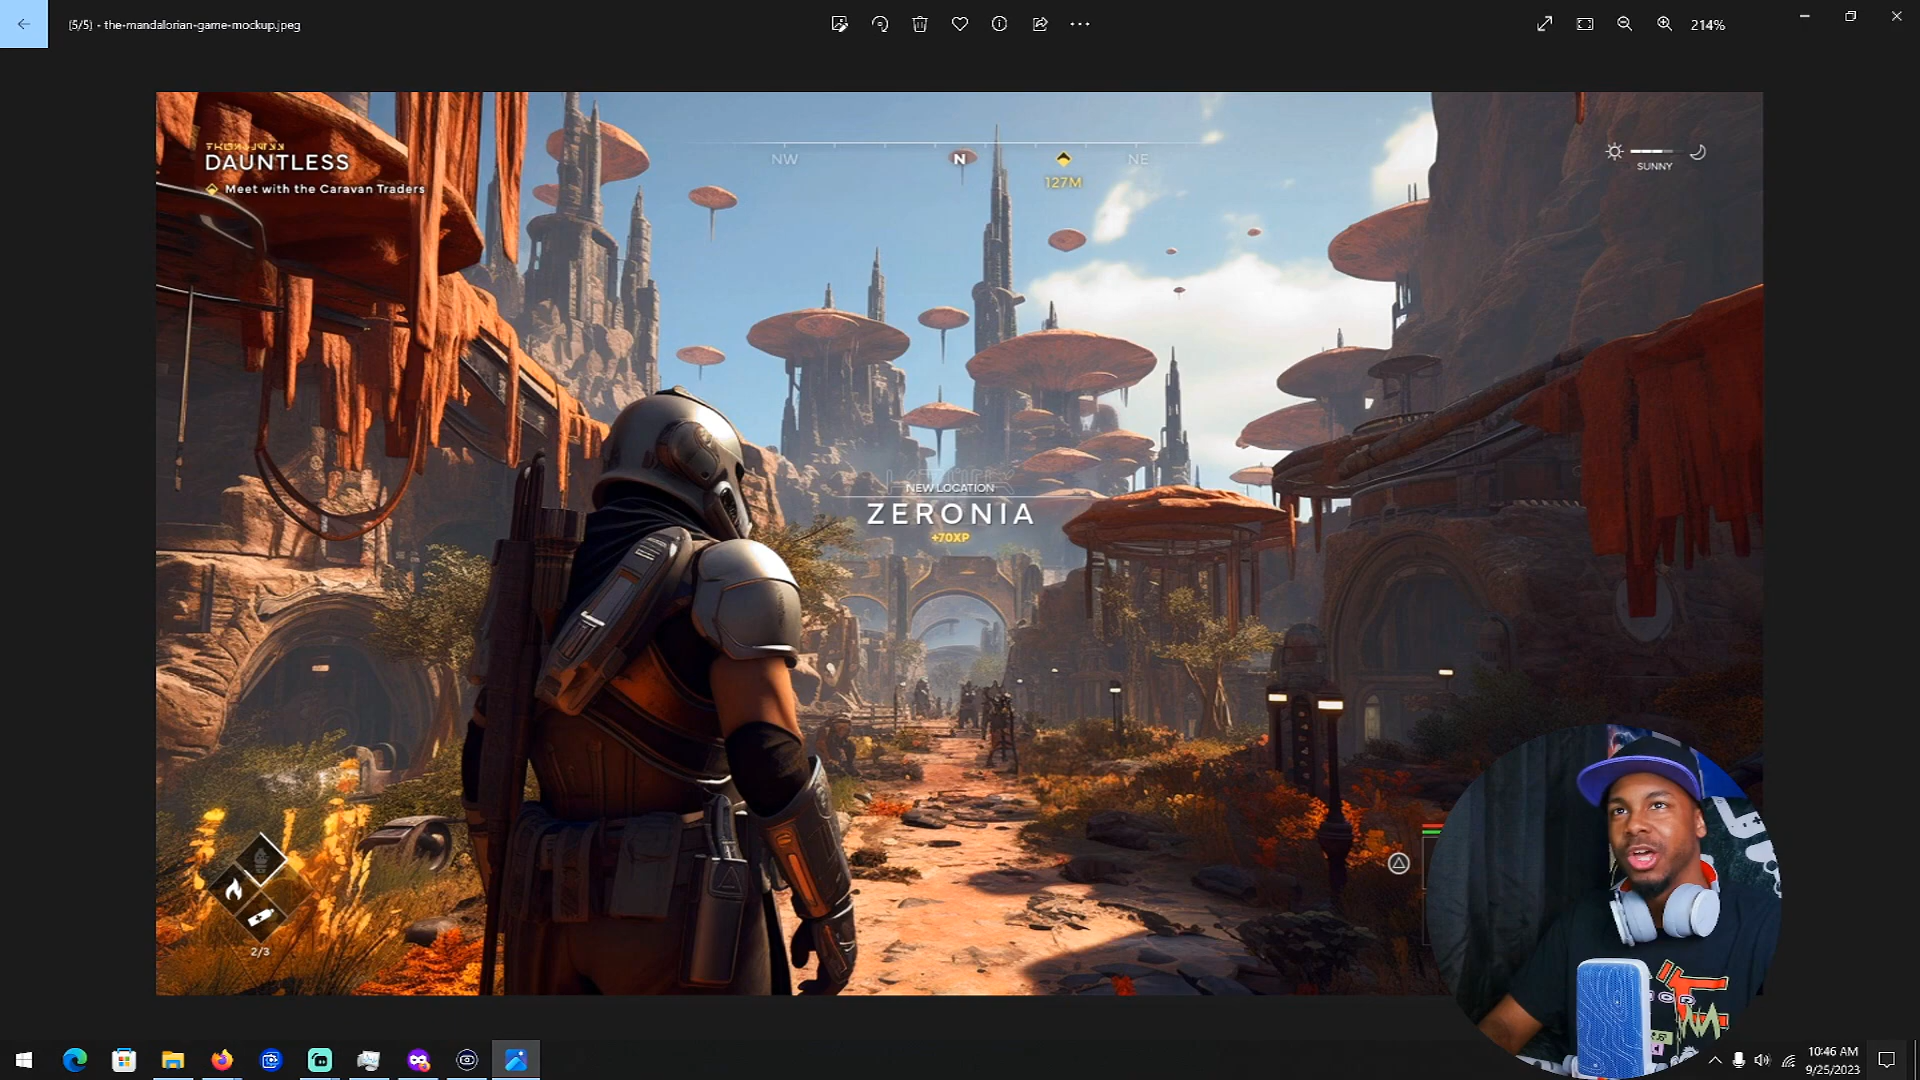 (5/5) - the-mandalorian-game-mockup.jpeg
214%
DAUNTLESS
Meet with the Caravan Traders
NW
N
NE
127M
SUNNY
NEW LOCATION
ZERONIA
+70XP
2/3
10:46 AM
9/25/2023